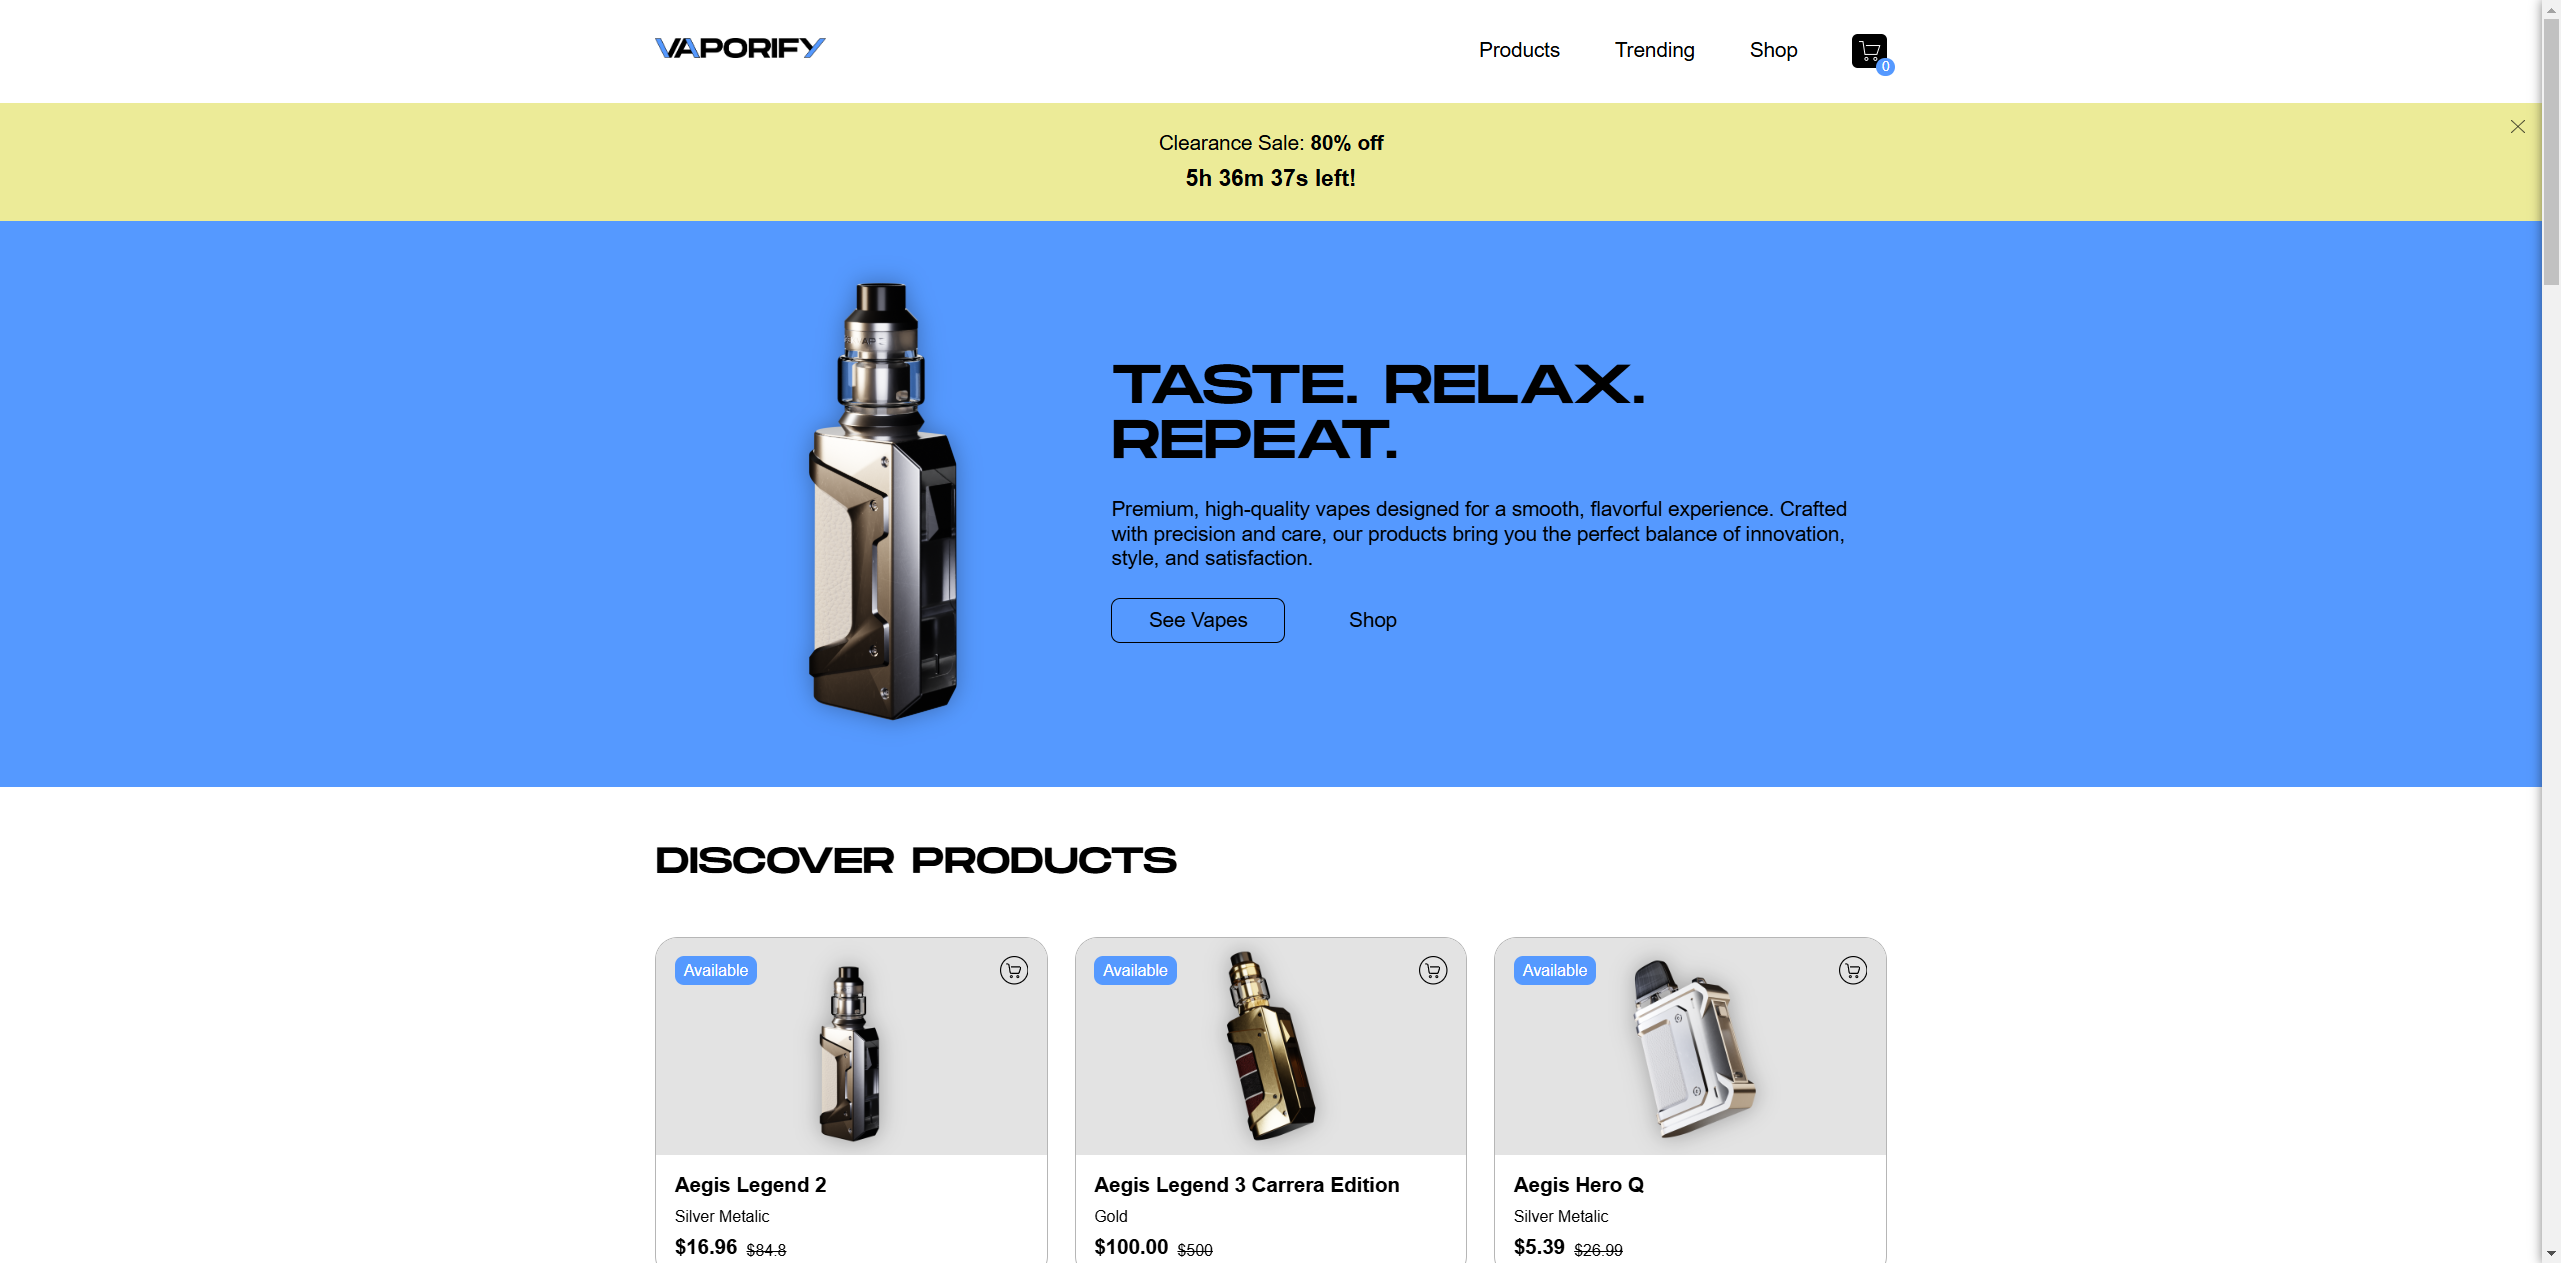 VAPORIFY
Products
Trending
Shop
0
Clearance Sale: 80% off
5h 36m 37s left!
TASTE. RELAX.
REPEAT.
Premium, high-quality vapes designed for a smooth, flavorful experience. Crafted
with precision and care, our products bring you the perfect balance of innovation,
style, and satisfaction.
See Vapes
Shop
DISCOVER PRODUCTS
Available
Aegis Legend 2
Silver Metalic
$16.96 $84.8
Available
Aegis Legend 3 Carrera Edition
Gold
$100.00 $500
Available
Aegis Hero Q
Silver Metalic
$5.39 $26.99